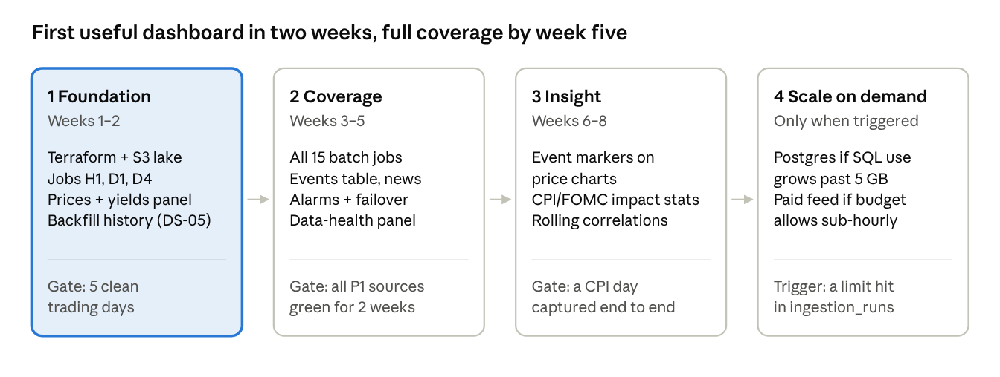 First useful dashboard in two weeks, full coverage by week five
1 Foundation
Weeks 1–2
Terraform + S3 lake
Jobs H1, D1, D4
Prices + yields panel
Backfill history (DS-05)
Gate: 5 clean
trading days
2 Coverage
Weeks 3–5
All 15 batch jobs
Events table, news
Alarms + failover
Data-health panel
Gate: all P1 sources
green for 2 weeks
3 Insight
Weeks 6–8
Event markers on
price charts
CPI/FOMC impact stats
Rolling correlations
Gate: a CPI day
captured end to end
4 Scale on demand
Only when triggered
Postgres if SQL use
grows past 5 GB
Paid feed if budget
allows sub-hourly
Trigger: a limit hit
in ingestion_runs